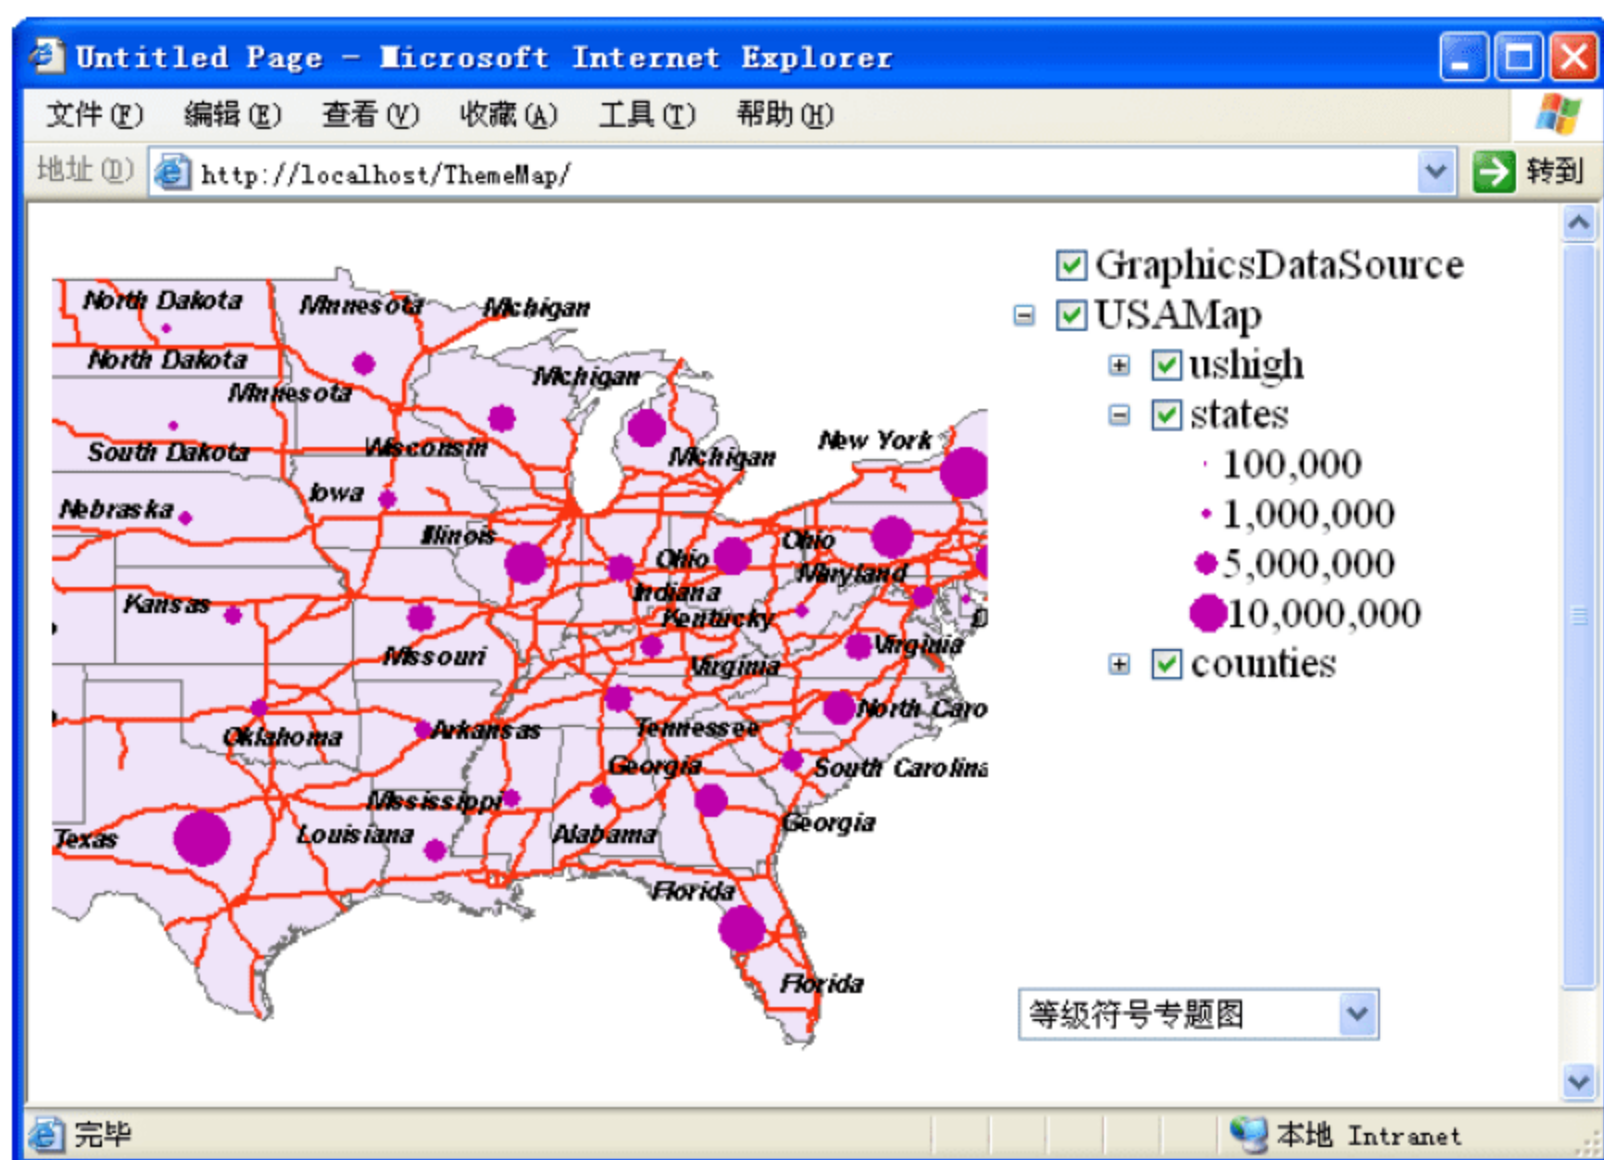 Untitled Page - Microsoft Internet Explorer
文件(F) 编辑(E) 查看(V) 收藏(A) 工具(T) 帮助(H)
地址(D) http://localhost/ThemeMap/ 转到
GraphicsDataSource
USAMap
ushigh
states
100,000
1,000,000
5,000,000
10,000,000
counties
North Dakota
Minnesota
Michigan
North Dakota
Michigan
Minnesota
New York
South Dakota
Wisconsin
Michigan
Iowa
Nebraska
Illinois
Ohio
Ohio
Maryland
Indiana
Kansas
Kentucky
D
Virginia
Missouri
Virginia
North Caro
Oklahoma
Arkansas
Tennessee
Georgia
South Carolina
Mississippi
Texas
Louisiana
Alabama
Georgia
Florida
Florida
等级符号专题图
完毕
本地 Intranet